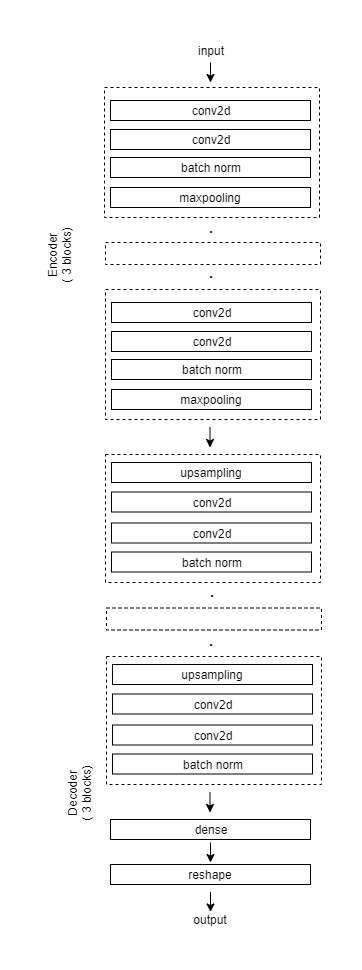 input
conv2d
conv2d
batch norm
maxpooling
Encoder
( 3 blocks)
conv2d
conv2d
batch norm
maxpooling
upsampling
conv2d
conv2d
batch norm
upsampling
conv2d
conv2d
batch norm
Decoder
( 3 blocks)
dense
reshape
output